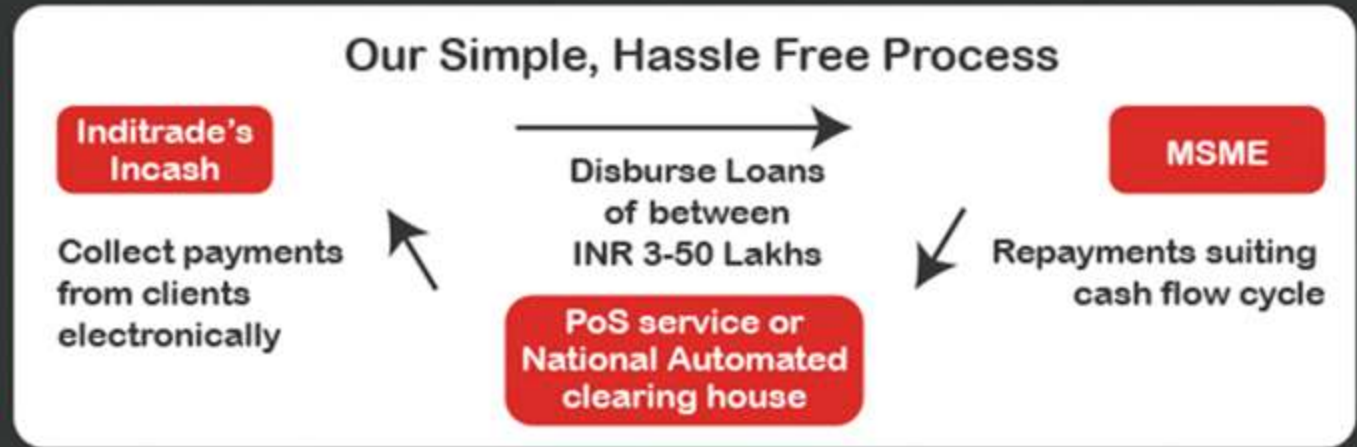 Our Simple, Hassle Free Process
Inditrade's
Incash
Disburse Loans
of between
INR 3-50 Lakhs
MSME
Collect payments
from clients
electronically
Repayments suiting
cash flow cycle
PoS service or
National Automated
clearing house